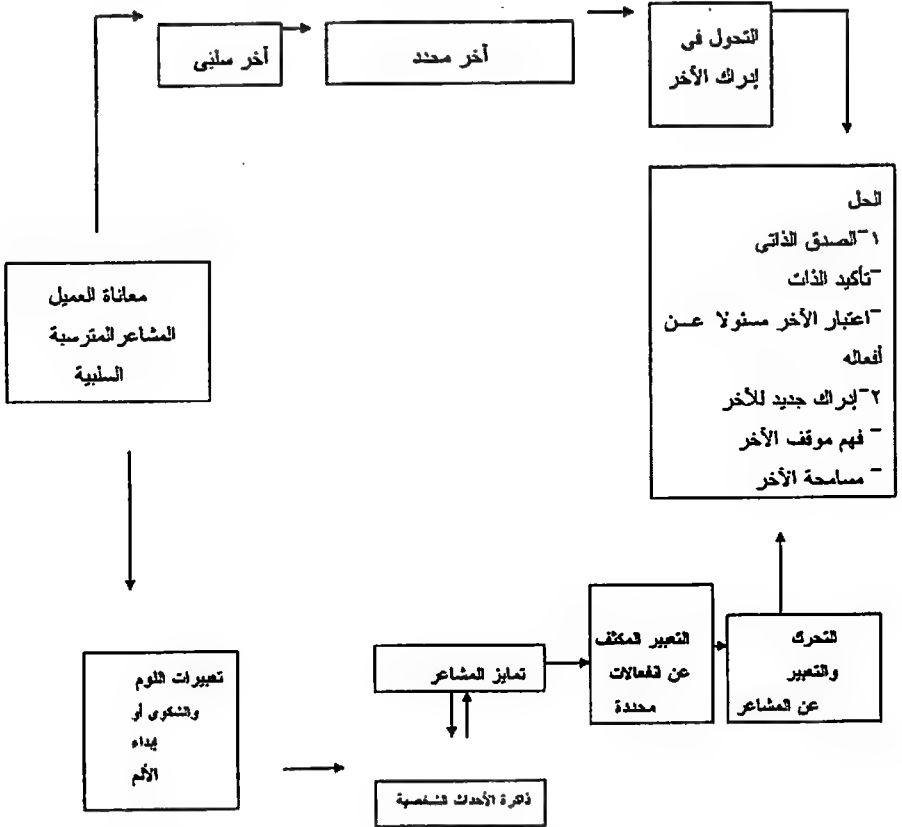 أخر سلبى
أخر محدد
التحول فى
إدراك الأخر
الحل
١-الصدق الذاتى
-تأكيد الذات
-اعتبار الأخر مسئولا عن
أفعاله
٢-إدراك جديد للأخر
- فهم موقف الأخر
- مسامحة الأخر
معاناة العميل
المشاعر المترسبة
السلبية
تعبيرات اللوم
والشكوى أو
إبداء
الألم
تمايز المشاعر
ذاكرة الأحداث الشخصية
التعبير المكثف
عن انفعالات
محددة
التحرك
والتعبير
عن المشاعر